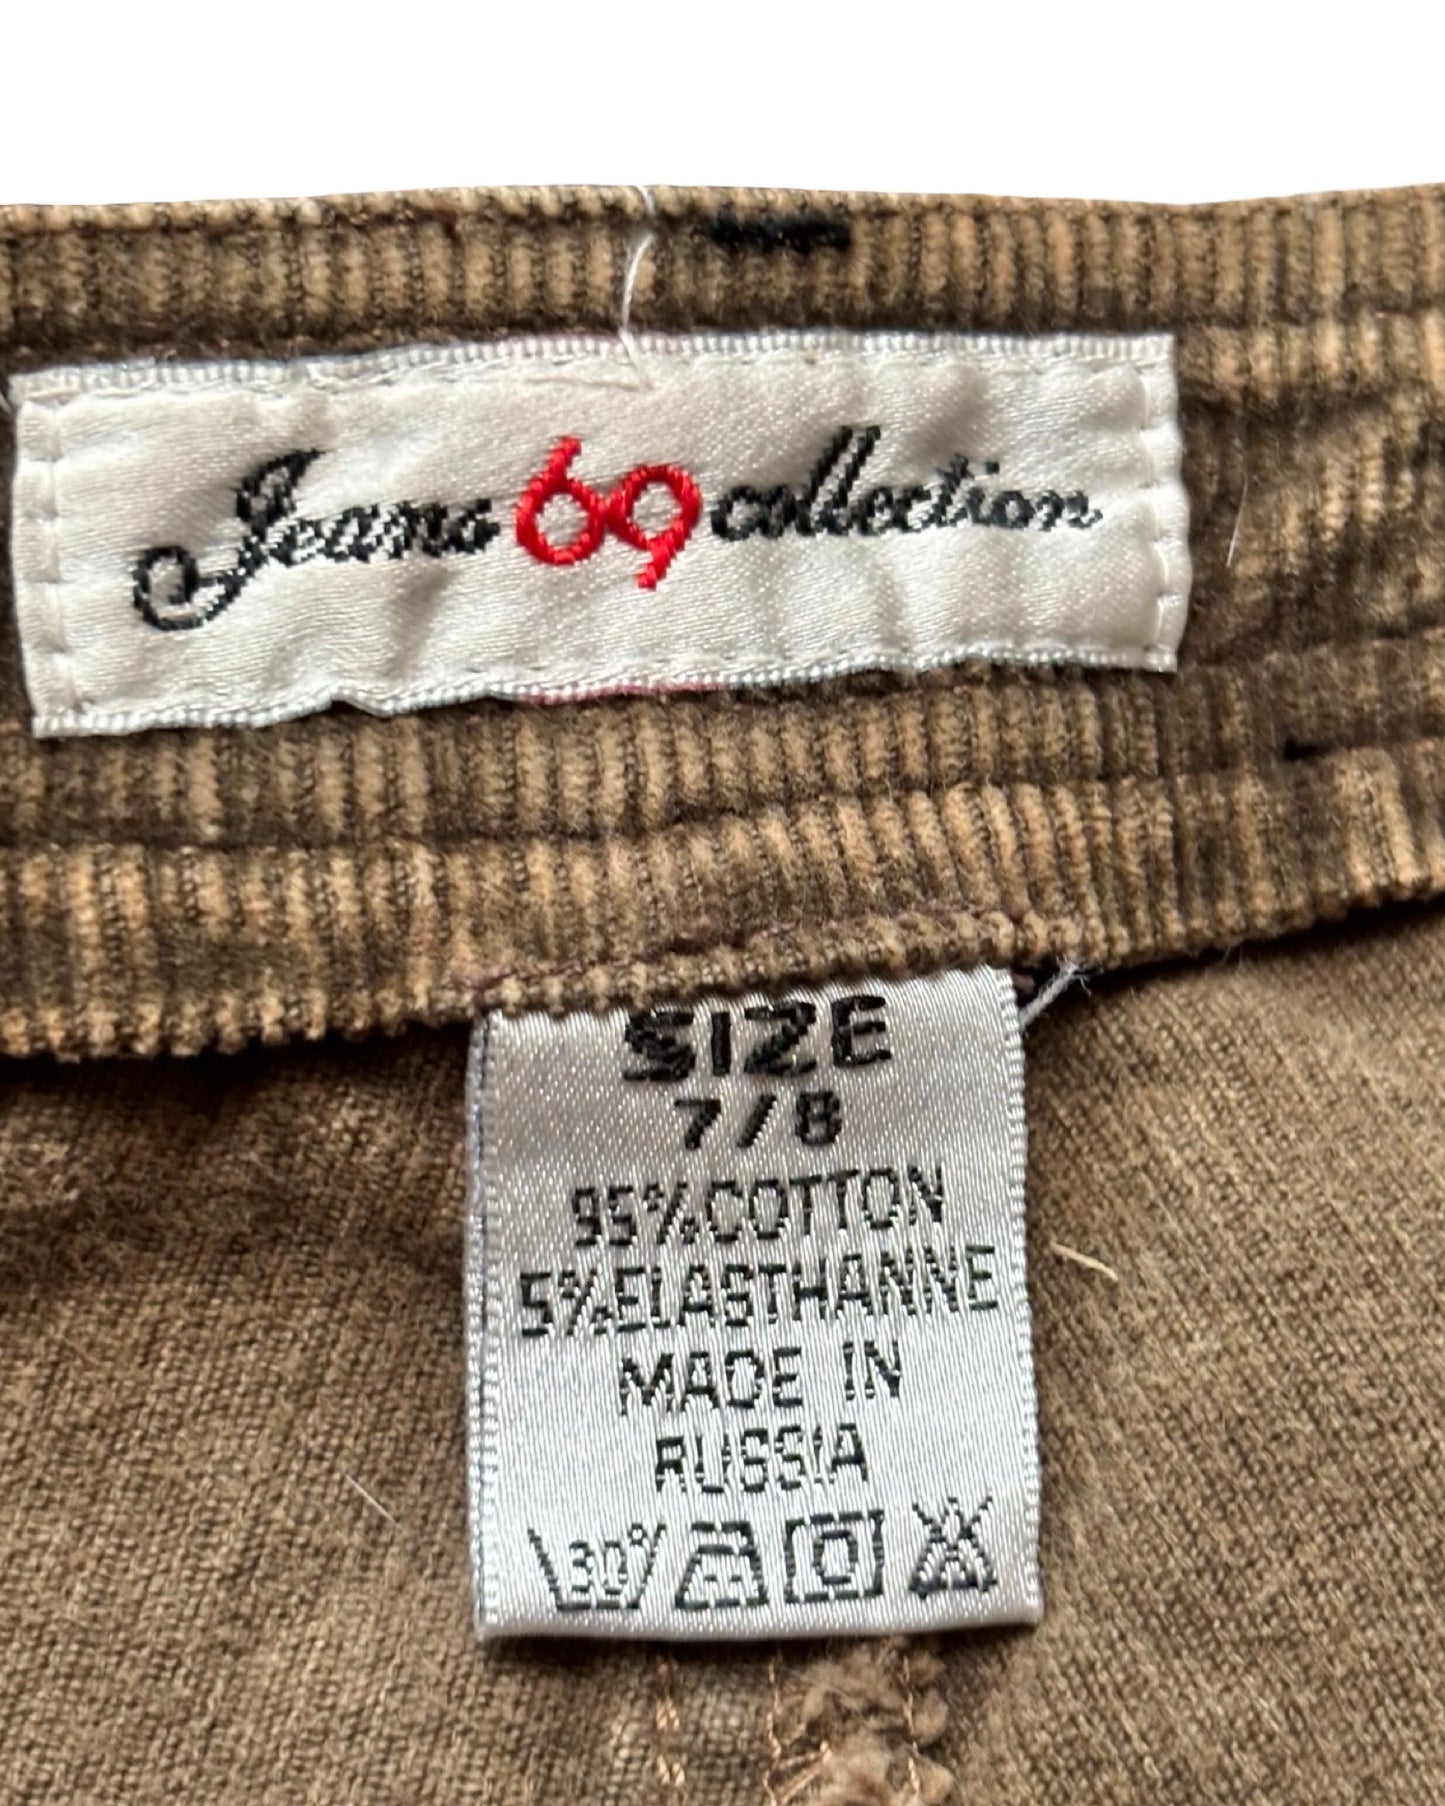 Jeans 69 collection
SIZE
7/8
95%COTTON
5%ELASTHANNE
MADE IN
RUSSIA
30°